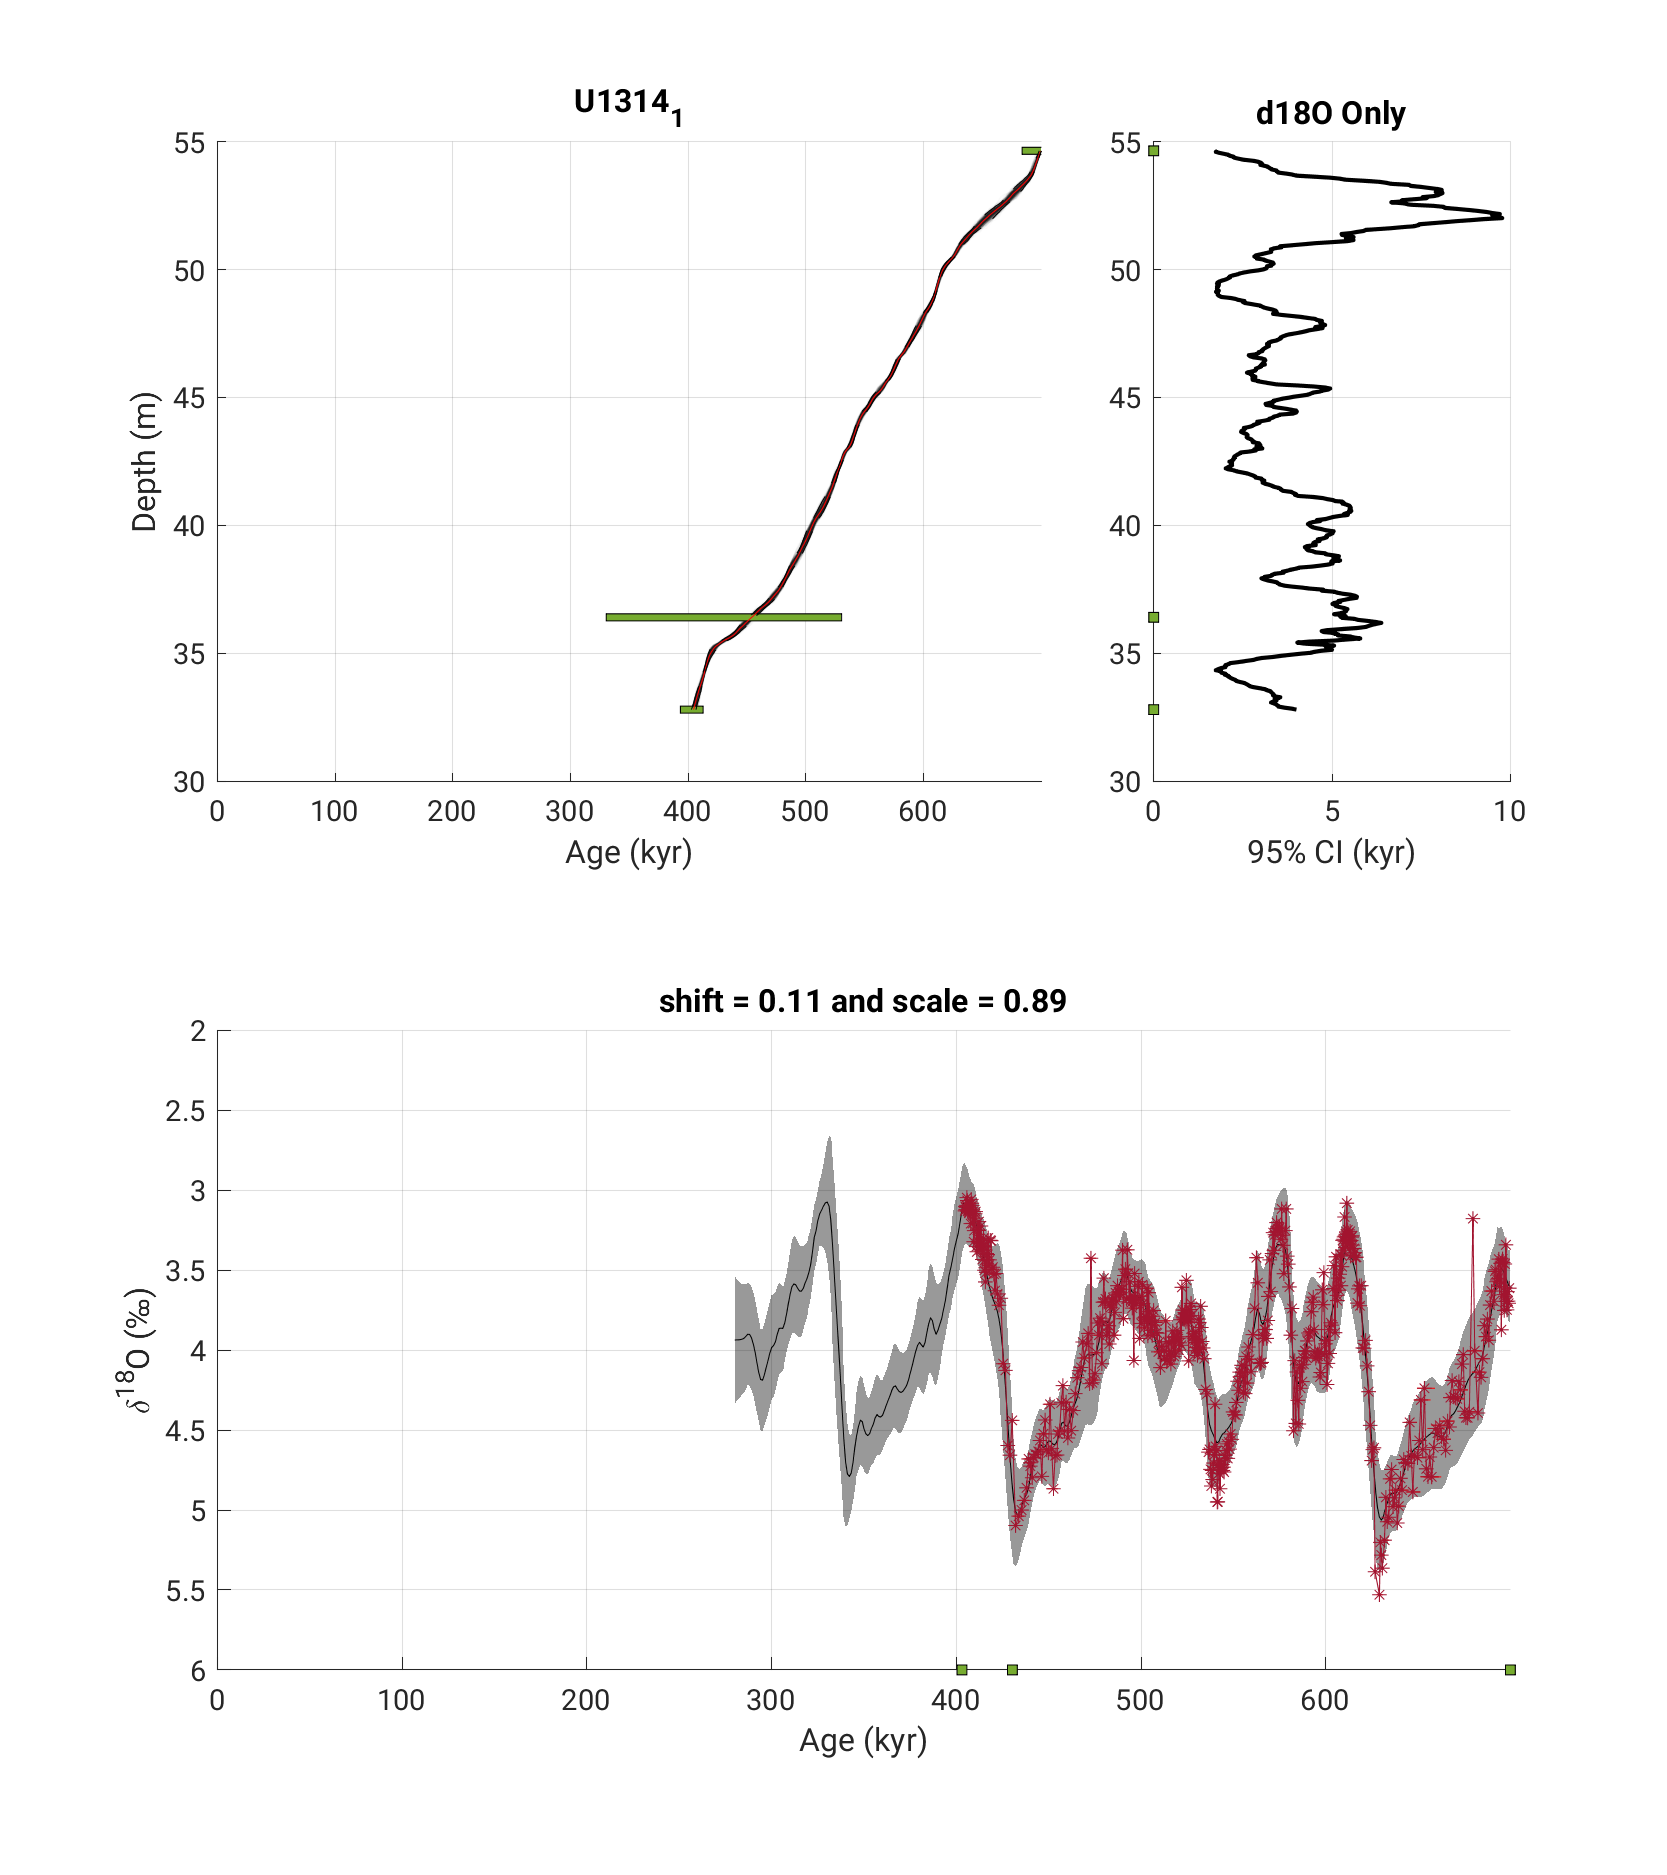 U1314₁
55
50
45
40
35
30
Depth (m)
0 100 200 300 400 500 600
Age (kyr)
d18O Only
55
50
45
40
35
30
0 5 10
95% CI (kyr)
shift = 0.11 and scale = 0.89
2
2.5
3
3.5
4
4.5
5
5.5
6
δ¹⁸O (‰)
0 100 200 300 400 500 600
Age (kyr)